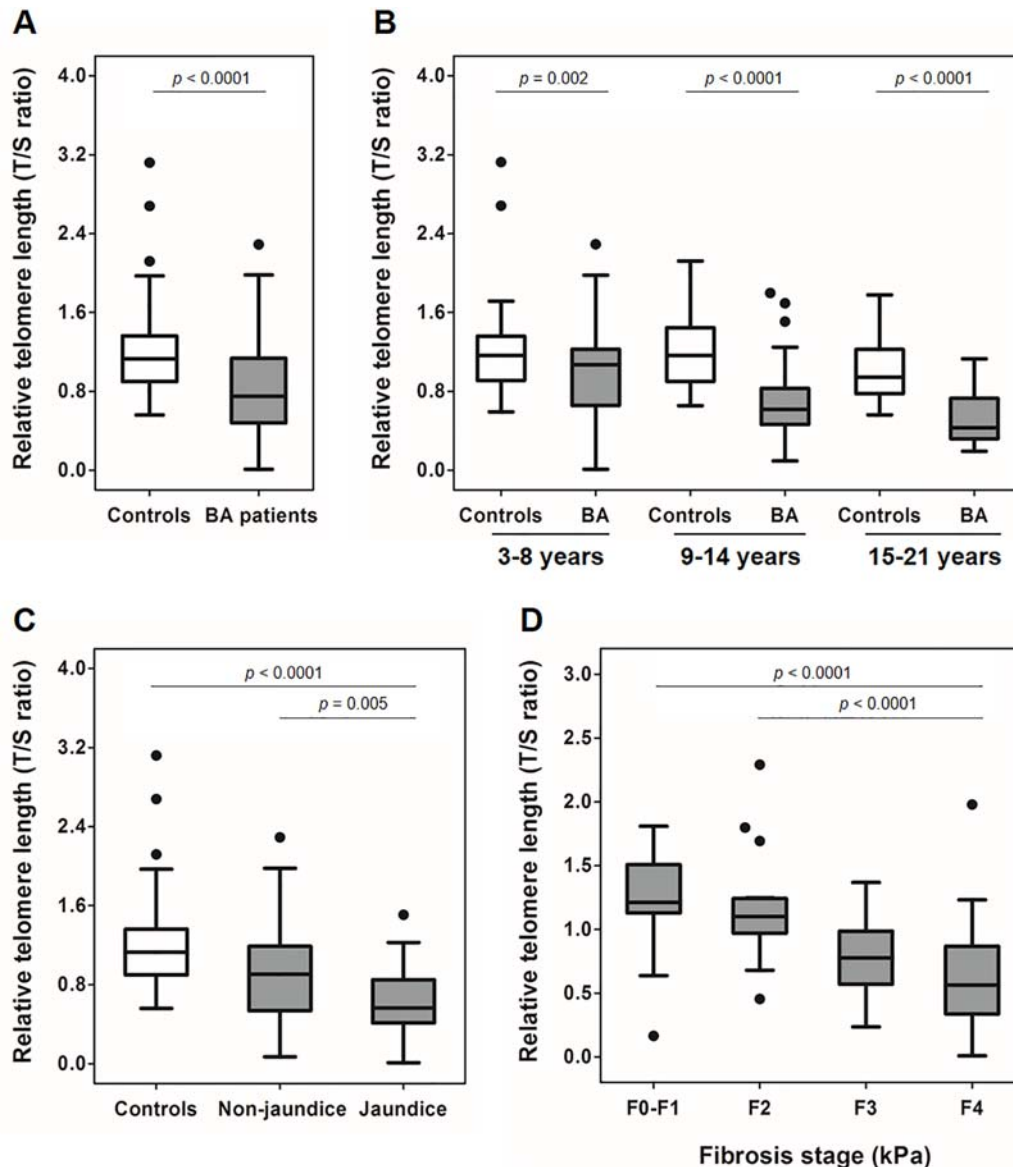 A
Relative telomere length (T/S ratio)
4.0
3.2
2.4
1.6
0.8
0.0
p < 0.0001
Controls BA patients
B
Relative telomere length (T/S ratio)
4.0
3.2
2.4
1.6
0.8
0.0
p = 0.002 p < 0.0001 p < 0.0001
Controls BA Controls BA Controls BA
3-8 years 9-14 years 15-21 years
C
Relative telomere length (T/S ratio)
4.0
3.2
2.4
1.6
0.8
0.0
p < 0.0001
p = 0.005
Controls Non-jaundice Jaundice
D
Relative telomere length (T/S ratio)
3.0
2.5
2.0
1.5
1.0
0.5
0.0
p < 0.0001
p < 0.0001
F0-F1 F2 F3 F4
Fibrosis stage (kPa)